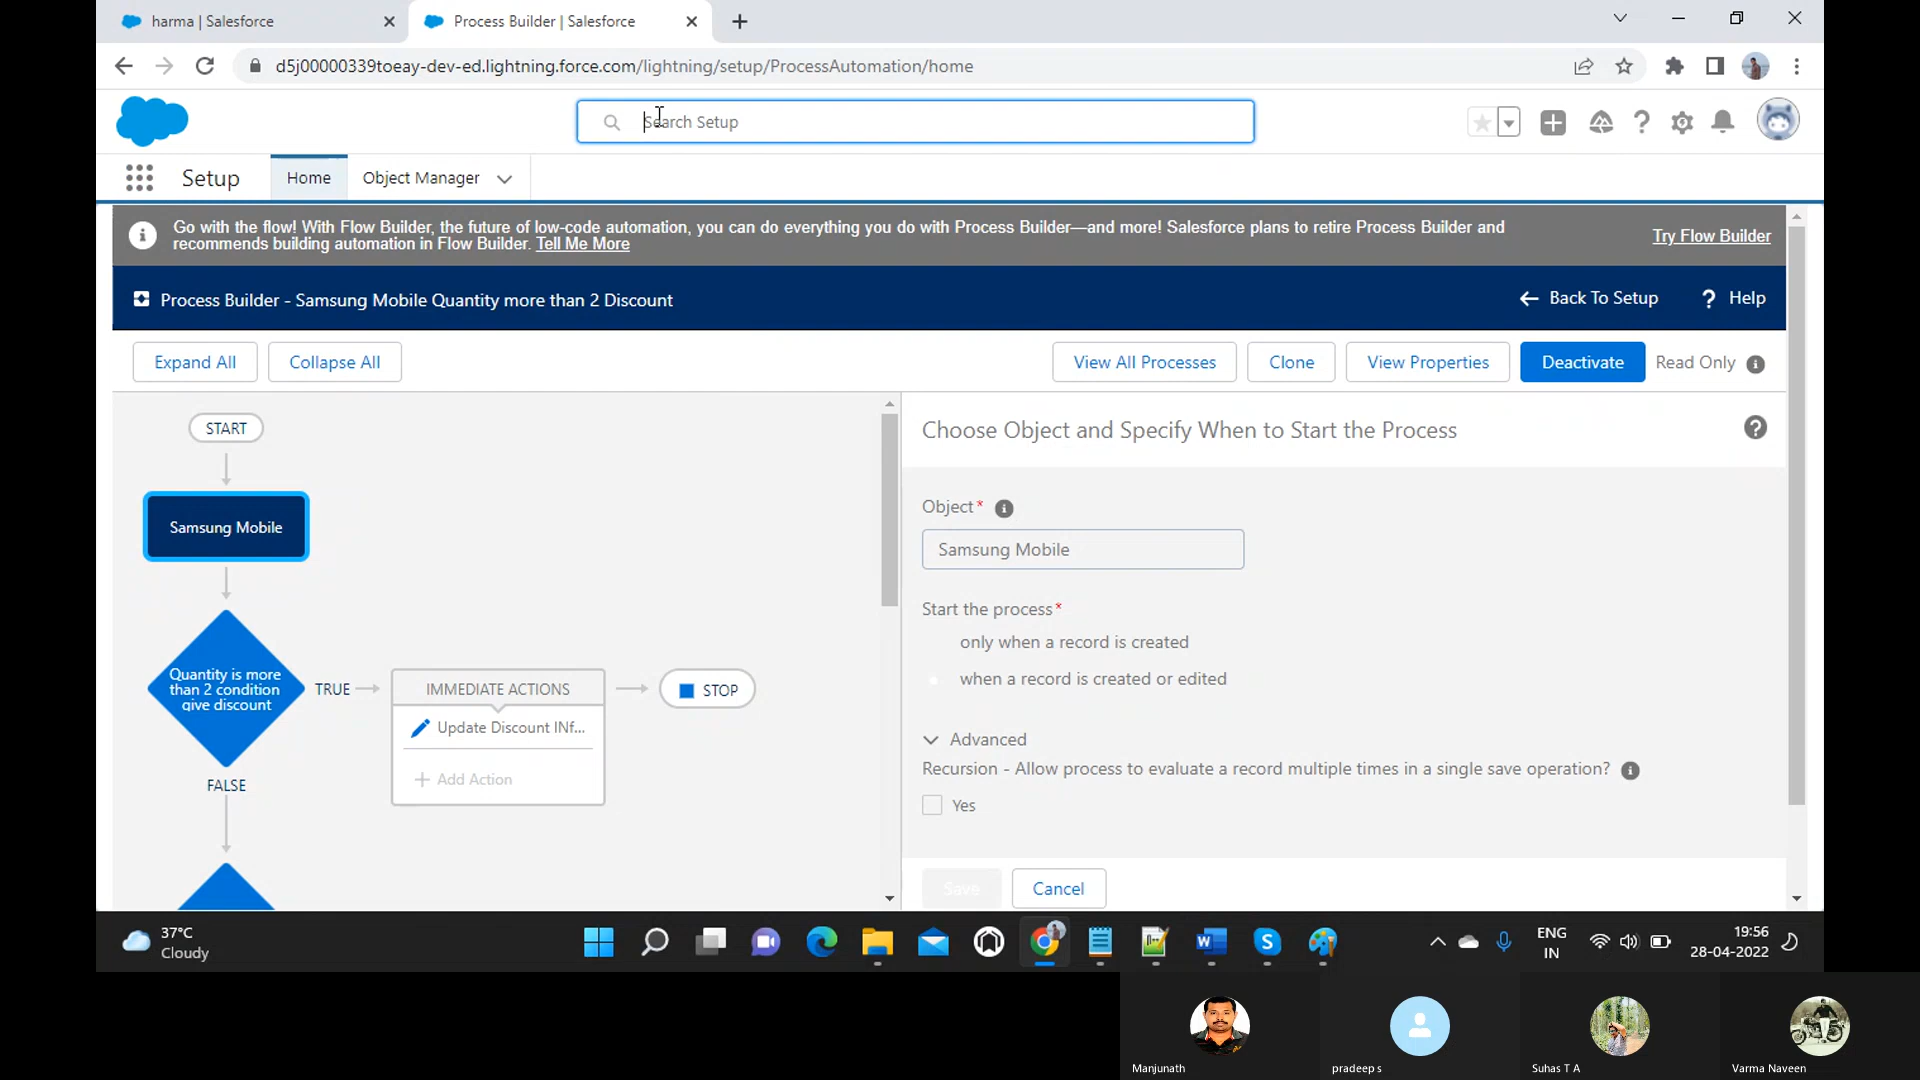 harma | Salesforce
Process Builder | Salesforce
d5j00000339toeay-dev-ed.lightning.force.com/lightning/setup/ProcessAutomation/home
Search Setup
Setup
Home
Object Manager
Go with the flow! With Flow Builder, the future of low-code automation, you can do everything you do with Process Builder—and more! Salesforce plans to retire Process Builder and
recommends building automation in Flow Builder. Tell Me More
Try Flow Builder
Process Builder - Samsung Mobile Quantity more than 2 Discount
Back To Setup
? Help
Expand All
Collapse All
View All Processes
Clone
View Properties
Deactivate
Read Only
START
Choose Object and Specify When to Start the Process
Samsung Mobile
Object*
Samsung Mobile
Start the process*
only when a record is created
when a record is created or edited
Quantity is more
than 2 condition
give discount
TRUE
IMMEDIATE ACTIONS
STOP
Update Discount INf...
+ Add Action
FALSE
Advanced
Recursion - Allow process to evaluate a record multiple times in a single save operation?
Yes
Save
Cancel
37°C
Cloudy
ENG
IN
19:56
28-04-2022
Manjunath
pradeep s
Suhas T A
Varma Naveen